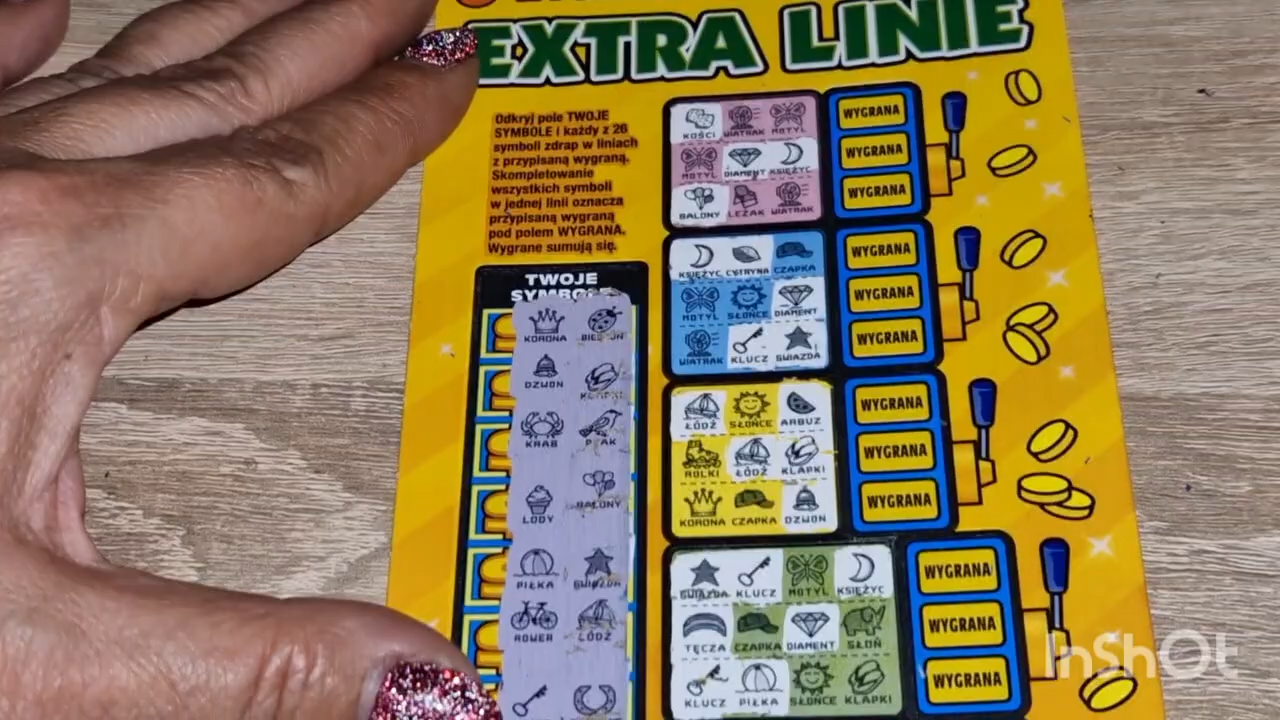 EXTRA LINIE
Odkryj pole TWOJE
SYMBOLE i każdy z 26
symboli zdrap w liniach
z przypisaną wygraną.
Skompletowanie
wszystkich symboli
w jednej linii oznacza
przypisaną wygraną
pod polem WYGRANA.
Wygrane sumują się.
TWOJE
SYMBOLE
KORONA
DZWON KLAPKI
KRAB PTAK
LODY BALONY
PIŁKA GWIAZDA
ROWER ŁÓDŹ
KOŚCI WIATRAK MOTYL
MOTYL DIAMENT KSIĘŻYC
BALONY LEŻAK WIATRAK
WYGRANA
WYGRANA
WYGRANA
KSIĘŻYC CYTRYNA CZAPKA
MOTYL SŁOŃCE DIAMENT
WIATRAK KLUCZ GWIAZDA
WYGRANA
WYGRANA
WYGRANA
ŁÓDŹ SŁOŃCE ARBUZ
ROLKI ŁÓDŹ KLAPKI
KORONA CZAPKA DZWON
WYGRANA
WYGRANA
WYGRANA
GWIAZDA KLUCZ MOTYL KSIĘŻYC
TĘCZA CZAPKA DIAMENT SŁOŃ
KLUCZ PIŁKA SŁOŃCE KLAPKI
WYGRANA
WYGRANA
WYGRANA
InShOt